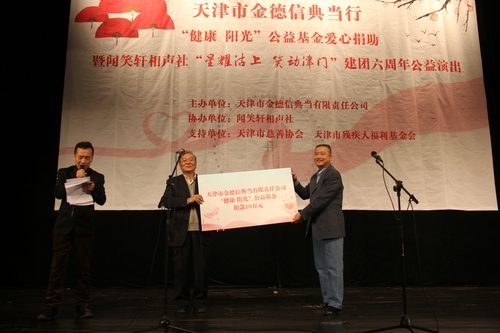 天津市金德信典当行
“健康 阳光”公益基金爱心捐助
暨闻笑轩相声社“星耀沽上 笑动津门”建团六周年公益演出
主办单位：天津市金德信典当有限责任公司
协办单位：闻笑轩相声社
支持单位：天津市慈善协会 天津市残疾人福利基金会
天津市金德信典当有限责任公司
“健康 阳光”公益基金
捐款10万元